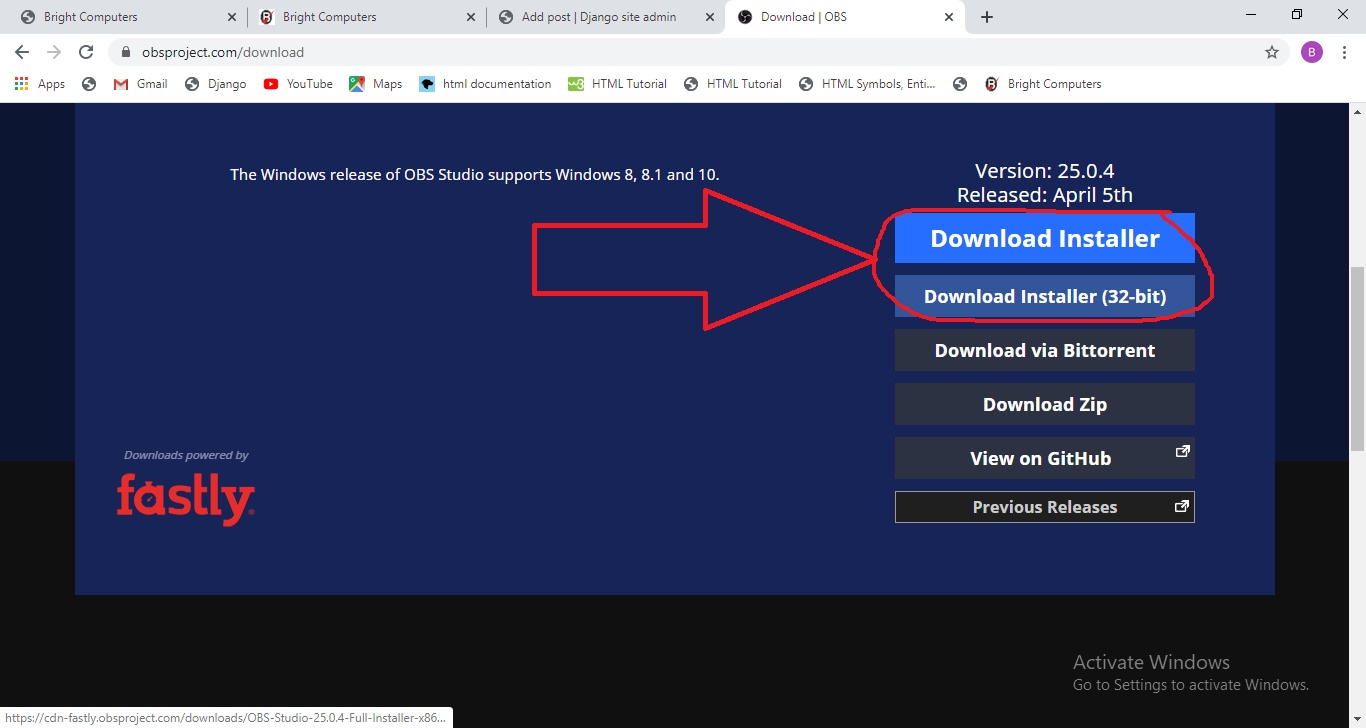 Bright Computers
Bright Computers
Add post | Django site admin
Download | OBS
obsproject.com/download
B
Apps
Gmail
Django
YouTube
Maps
html documentation
HTML Tutorial
HTML Tutorial
HTML Symbols, Enti...
Bright Computers
The Windows release of OBS Studio supports Windows 8, 8.1 and 10.
Version: 25.0.4
Released: April 5th
Download Installer
Download Installer (32-bit)
Download via Bittorrent
Download Zip
View on GitHub
Previous Releases
Downloads powered by
fastly
Activate Windows
Go to Settings to activate Windows.
https://cdn-fastly.obsproject.com/downloads/OBS-Studio-25.0.4-Full-Installer-x86...